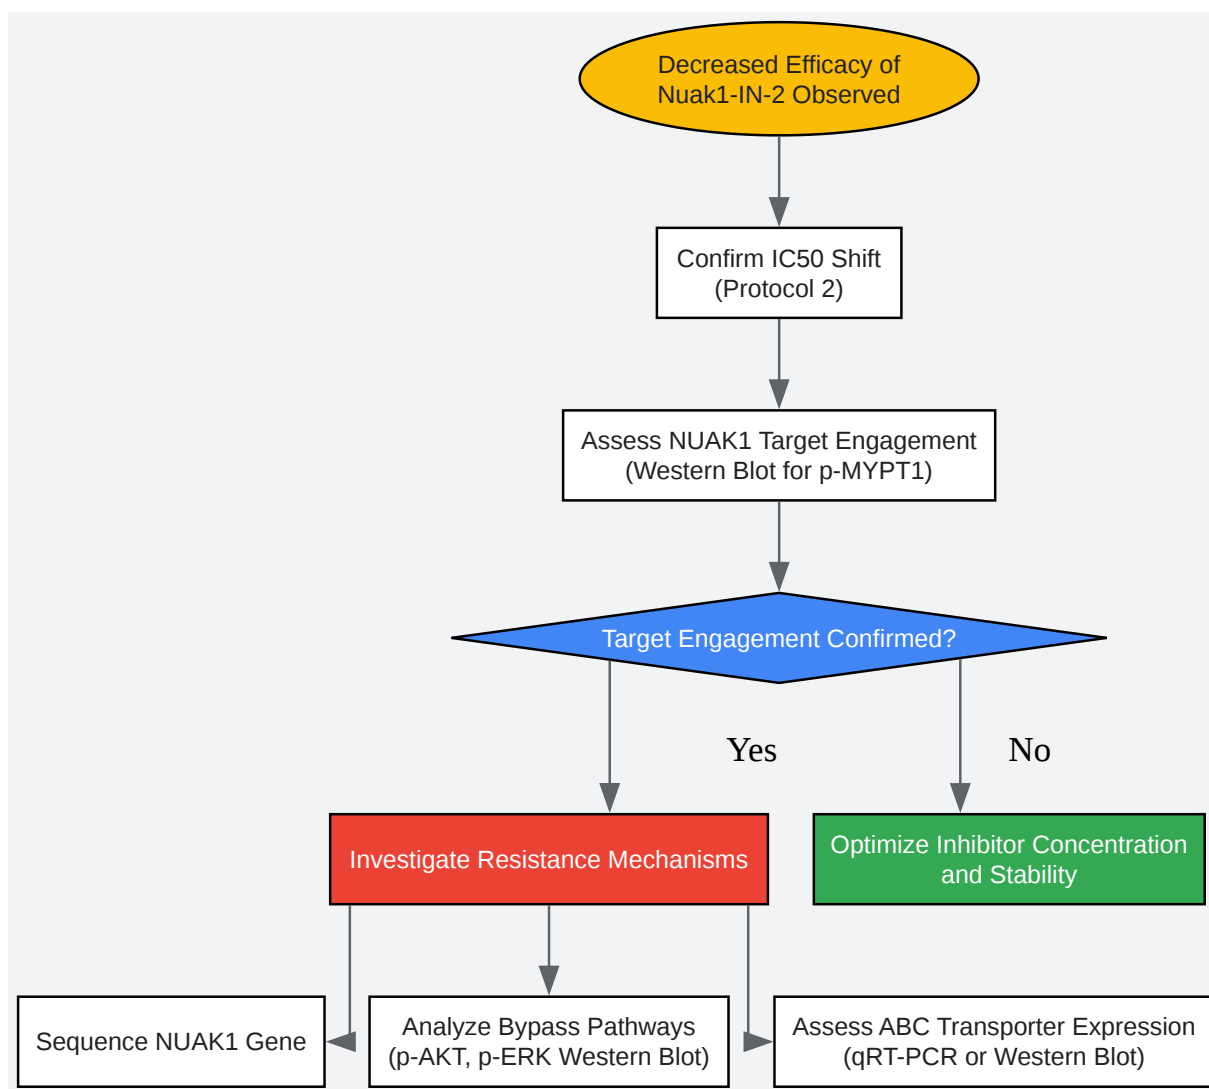 Decreased Efficacy of
Nuak1-IN-2 Observed
Confirm IC50 Shift
(Protocol 2)
Assess NUAK1 Target Engagement
(Western Blot for p-MYPT1)
Target Engagement Confirmed?
Yes
No
Investigate Resistance Mechanisms
Optimize Inhibitor Concentration
and Stability
Sequence NUAK1 Gene
Analyze Bypass Pathways
(p-AKT, p-ERK Western Blot)
Assess ABC Transporter Expression
(qRT-PCR or Western Blot)